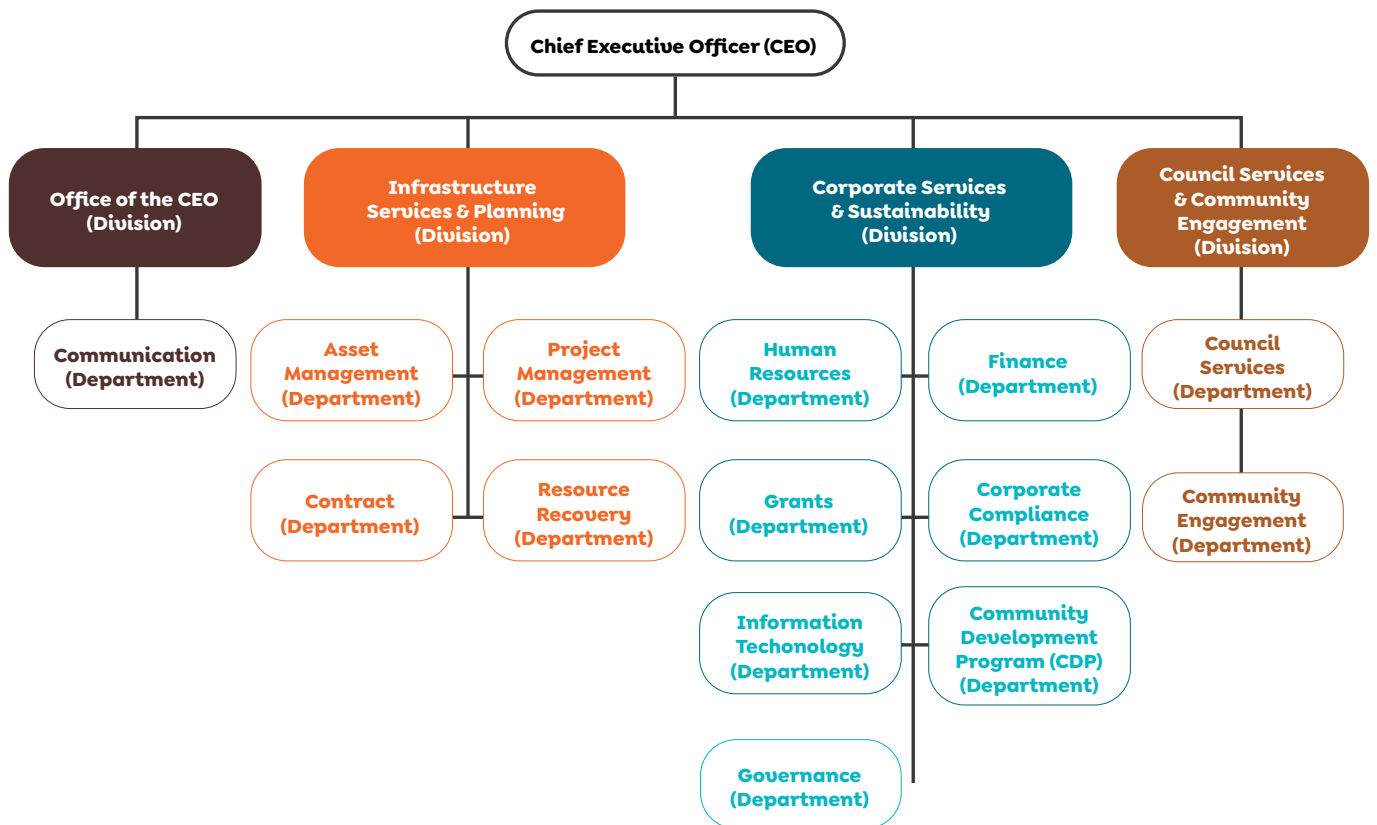 Chief Executive Officer (CEO)
Office of the CEO
(Division)
Infrastructure
Services & Planning
(Division)
Corporate Services
& Sustainability
(Division)
Council Services
& Community
Engagement
(Division)
Communication
(Department)
Asset
Management
(Department)
Project
Management
(Department)
Human
Resources
(Department)
Finance
(Department)
Council
Services
(Department)
Contract
(Department)
Resource
Recovery
(Department)
Grants
(Department)
Corporate
Compliance
(Department)
Community
Engagement
(Department)
Information
Techonology
(Department)
Community
Development
Program (CDP)
(Department)
Governance
(Department)